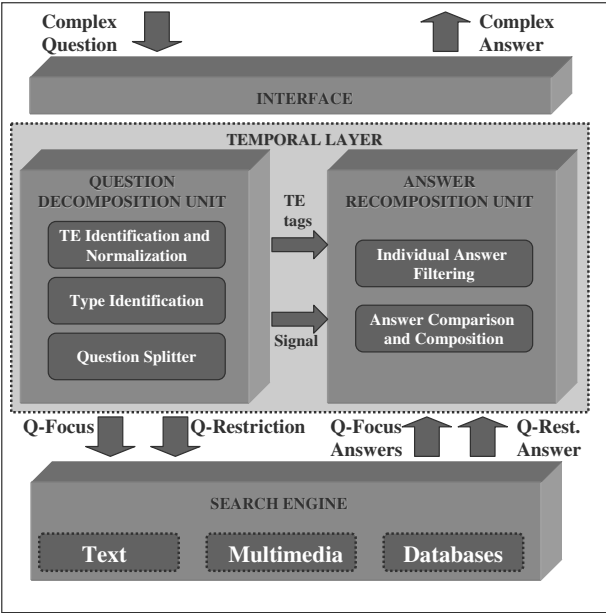 Complex
Question
Complex
Answer
INTERFACE
TEMPORAL LAYER
QUESTION
DECOMPOSITION UNIT
TE Identification and
Normalization
Type Identification
Question Splitter
TE
tags
Signal
ANSWER
RECOMPOSITION UNIT
Individual Answer
Filtering
Answer Comparison
and Composition
Q-Focus
Q-Restriction
Q-Focus
Answers
Q-Rest.
Answer
SEARCH ENGINE
Text
Multimedia
Databases